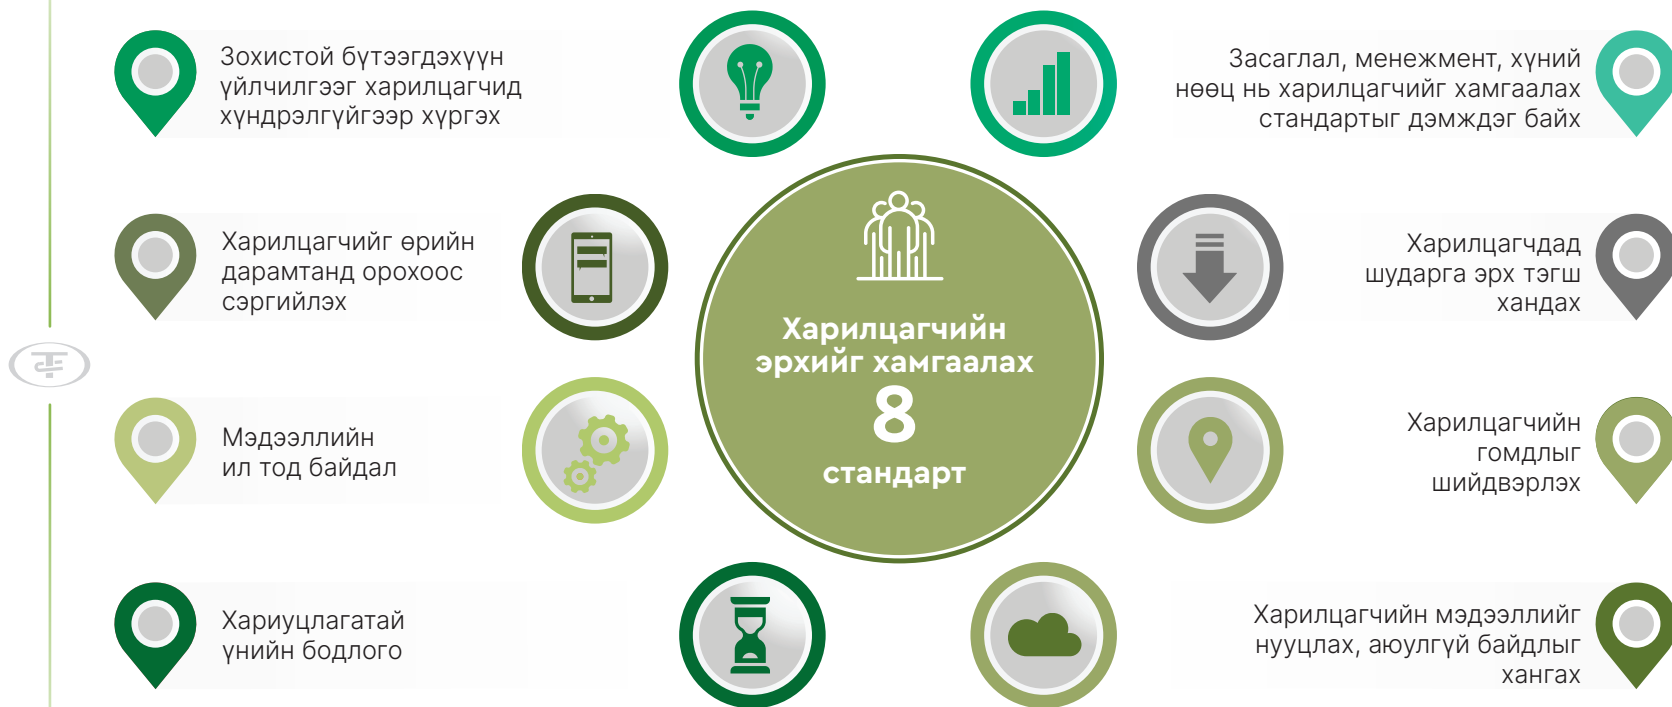 Зохистой бүтээгдэхүүн
үйлчилгээг харилцагчид
хүндрэлгүйгээр хүргэх
Харилцагчийг өрийн
дарамтанд орохоос
сэргийлэх
Мэдээллийн
ил тод байдал
Хариуцлагатай
үнийн бодлого
Харилцагчийн
эрхийг хамгаалах
8
стандарт
Засаглал, менежмент, хүний
нөөц нь харилцагчийг хамгаалах
стандартыг дэмждэг байх
Харилцагчдад
шударга эрх тэгш
хандах
Харилцагчийн
гомдлыг
шийдвэрлэх
Харилцагчийн мэдээллийг
нууцлах, аюулгүй байдлыг
хангах